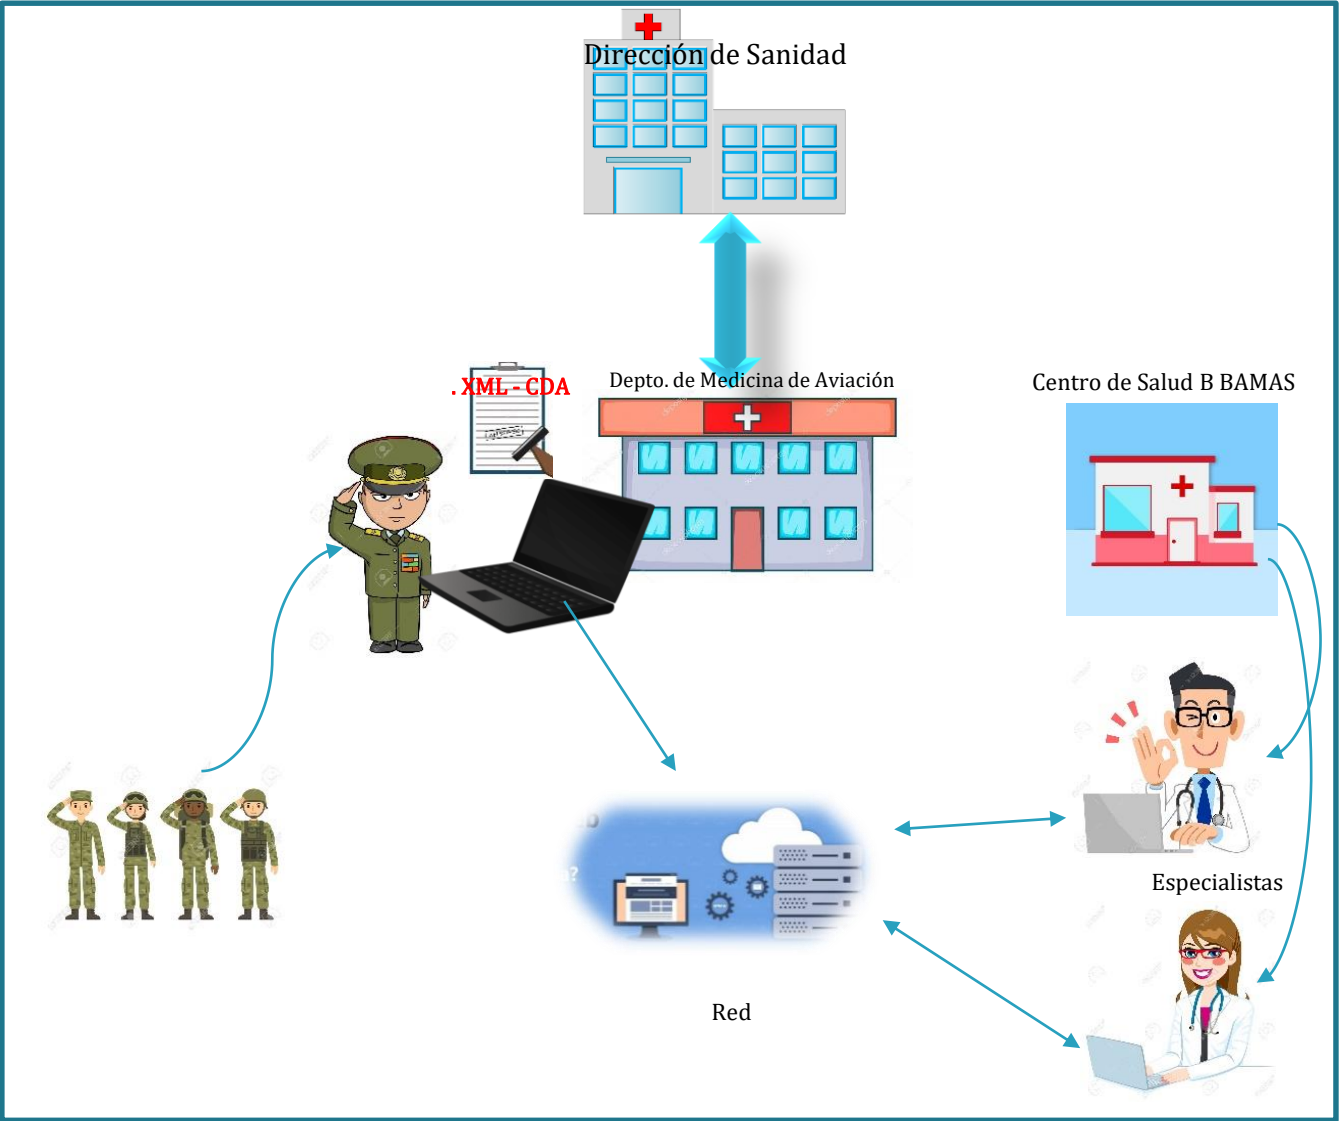 Dirección de Sanidad
. XML - CDA
Depto. de Medicina de Aviación
Centro de Salud B BAMAS
Especialistas
Red